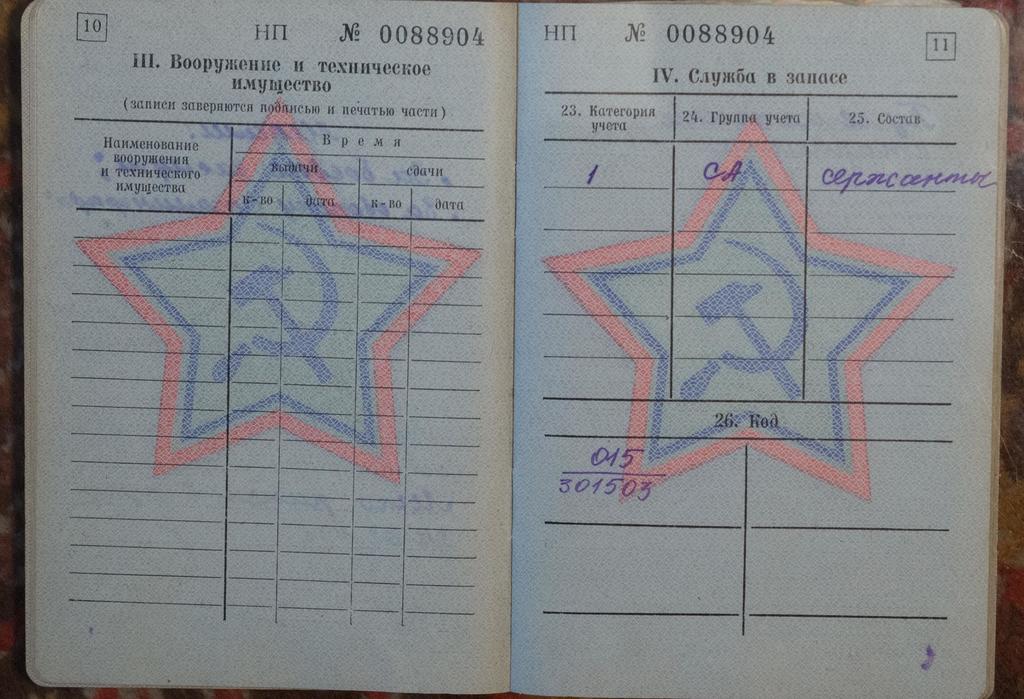 10
НП № 0088904
III. Вооружение и техническое
имущество
(записи заверяются подписью и печатью части)
Наименование
вооружения
и технического
имущества
Время
выдачи сдачи
к-во дата к-во дата
НП № 0088904
11
IV. Служба в запасе
23. Категория
учета
24. Группа учета
25. Состав
1 СА сержанты
26. Код
015
301503